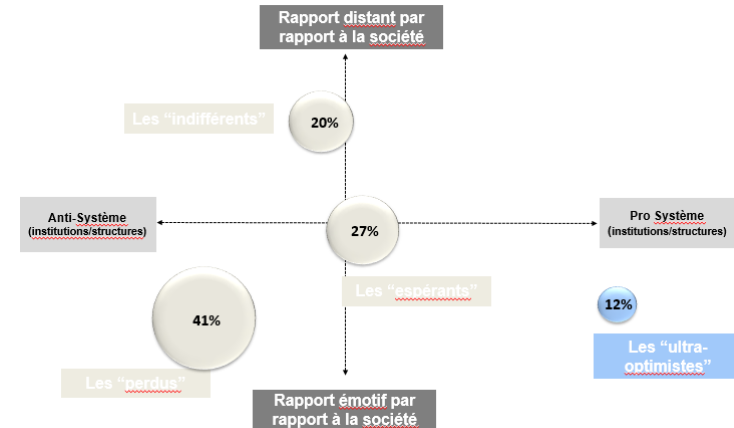 Rapport distant par
rapport à la société
Les “indifférents”
20%
Anti-Système
(institutions/structures)
27%
Pro Système
(institutions/structures)
Les “espérants”
12%
41%
Les “ultra-
optimistes”
Les “perdus”
Rapport émotif par
rapport à la société